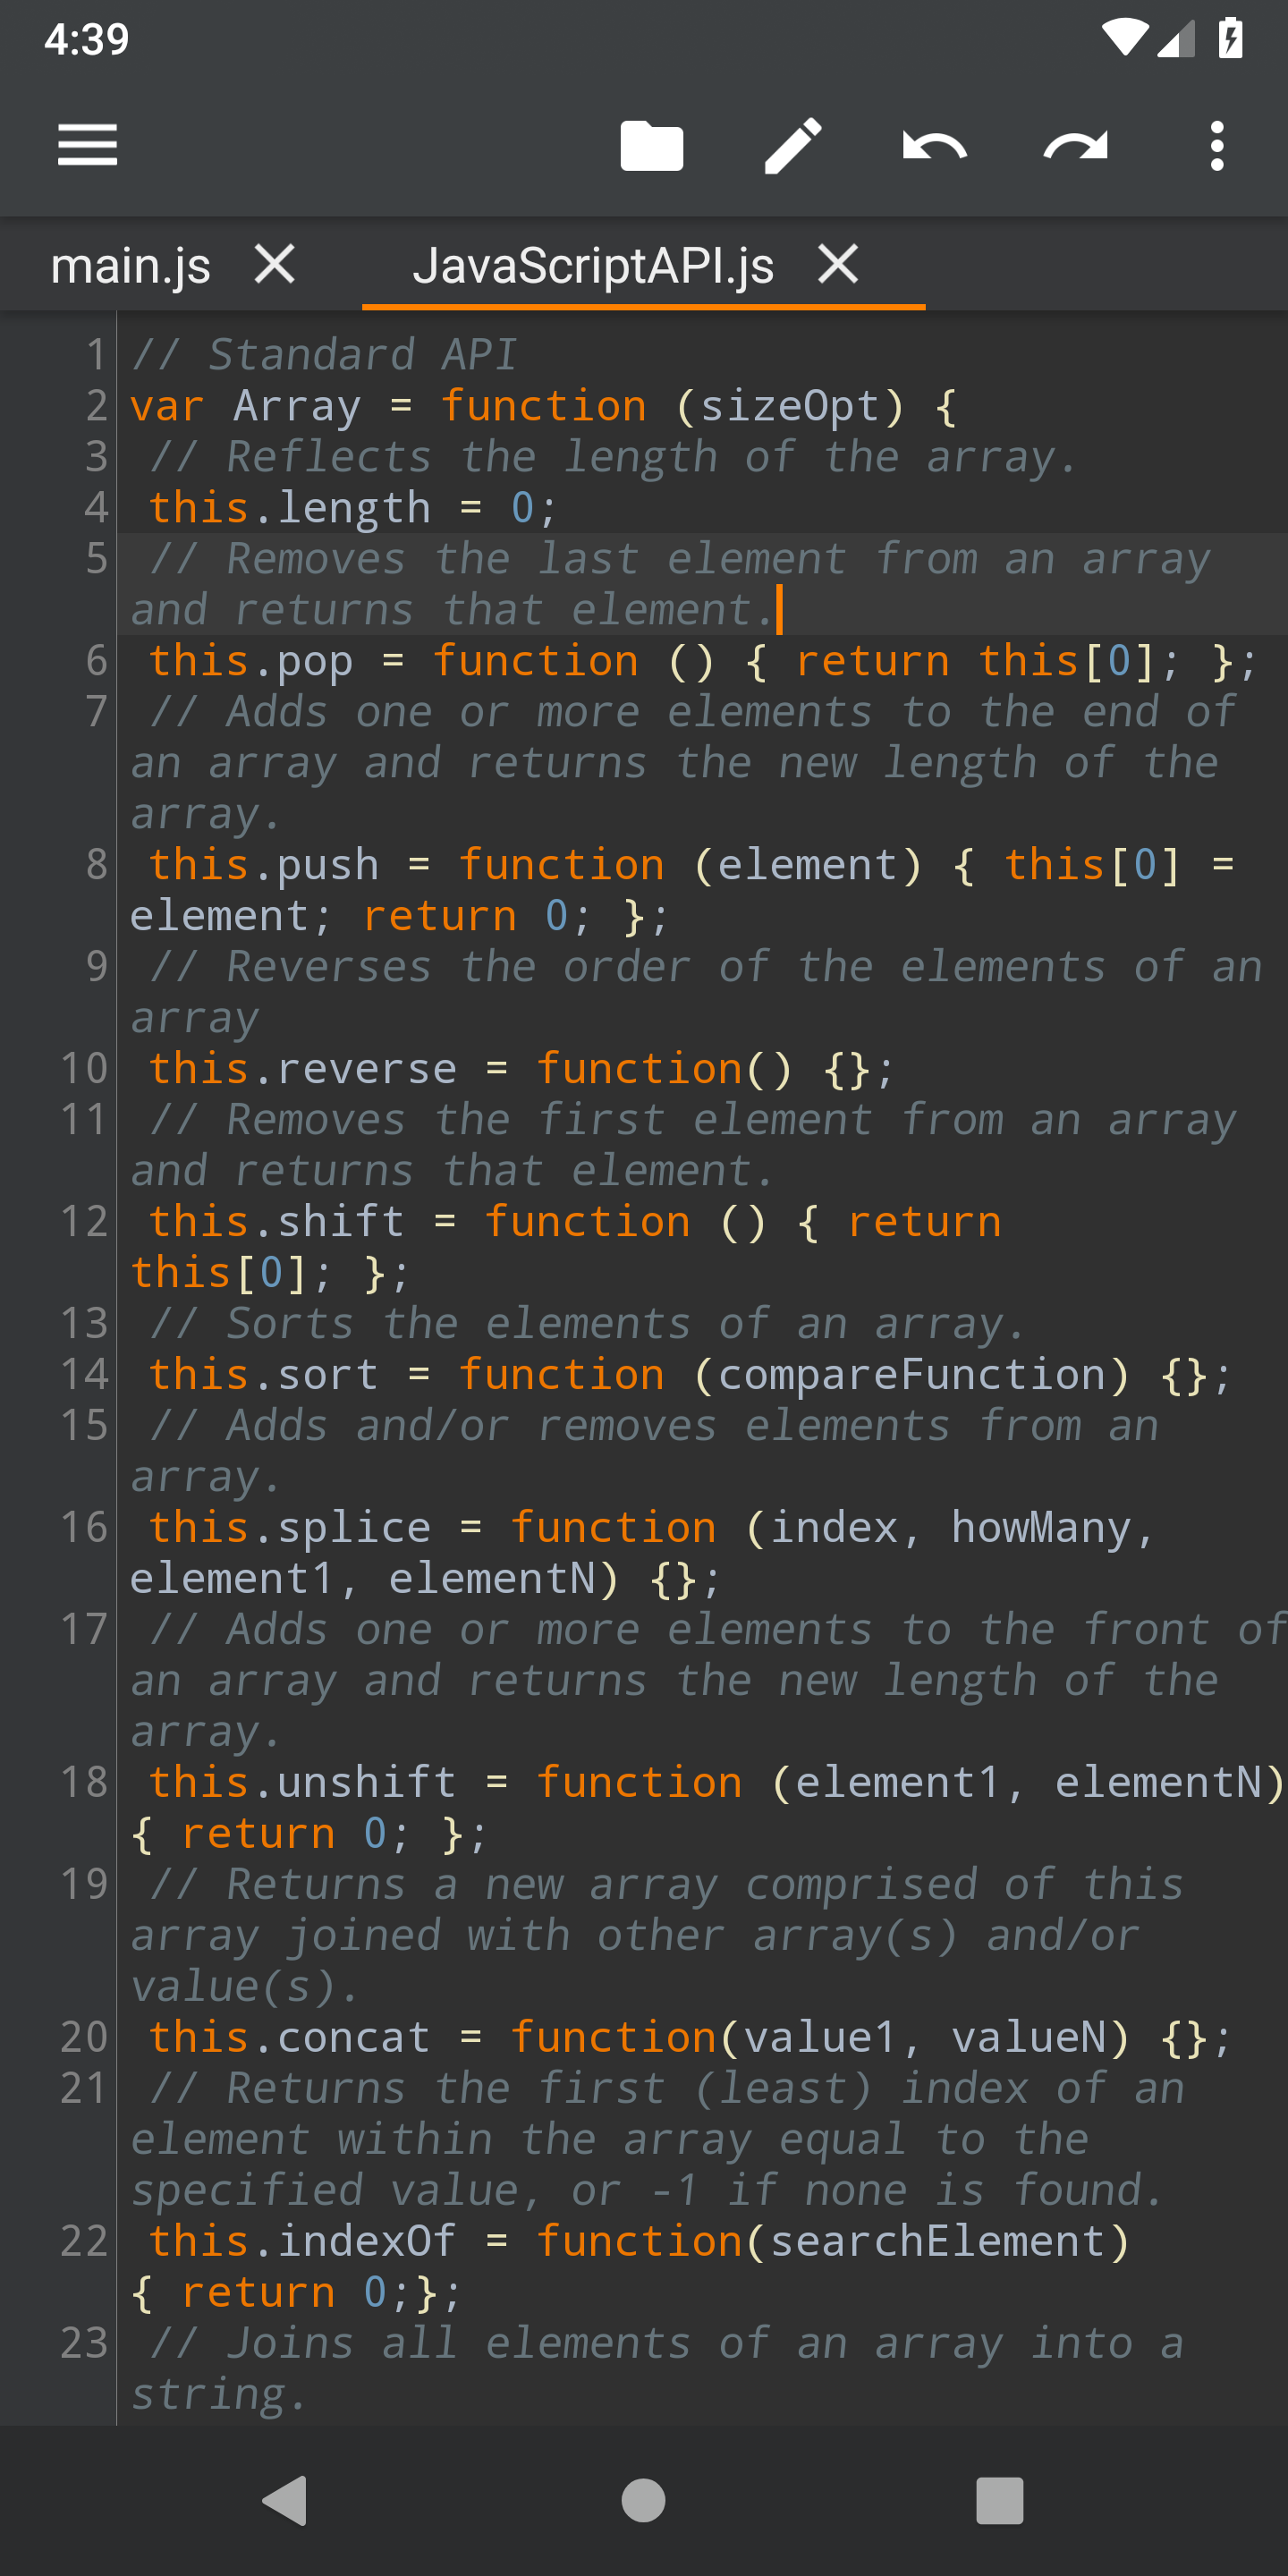 4:39
main.js JavaScriptAPI.js
1 // Standard API
2 var Array = function (sizeOpt) {
3 // Reflects the length of the array.
4 this.length = 0;
5 // Removes the last element from an array
and returns that element.
6 this.pop = function () { return this[0]; };
7 // Adds one or more elements to the end of
an array and returns the new length of the
array.
8 this.push = function (element) { this[0] =
element; return 0; };
9 // Reverses the order of the elements of an
array
10 this.reverse = function() {};
11 // Removes the first element from an array
and returns that element.
12 this.shift = function () { return
this[0]; };
13 // Sorts the elements of an array.
14 this.sort = function (compareFunction) {};
15 // Adds and/or removes elements from an
array.
16 this.splice = function (index, howMany,
element1, elementN) {};
17 // Adds one or more elements to the front of
an array and returns the new length of the
array.
18 this.unshift = function (element1, elementN)
{ return 0; };
19 // Returns a new array comprised of this
array joined with other array(s) and/or
value(s).
20 this.concat = function(value1, valueN) {};
21 // Returns the first (least) index of an
element within the array equal to the
specified value, or -1 if none is found.
22 this.indexOf = function(searchElement)
{ return 0;};
23 // Joins all elements of an array into a
string.